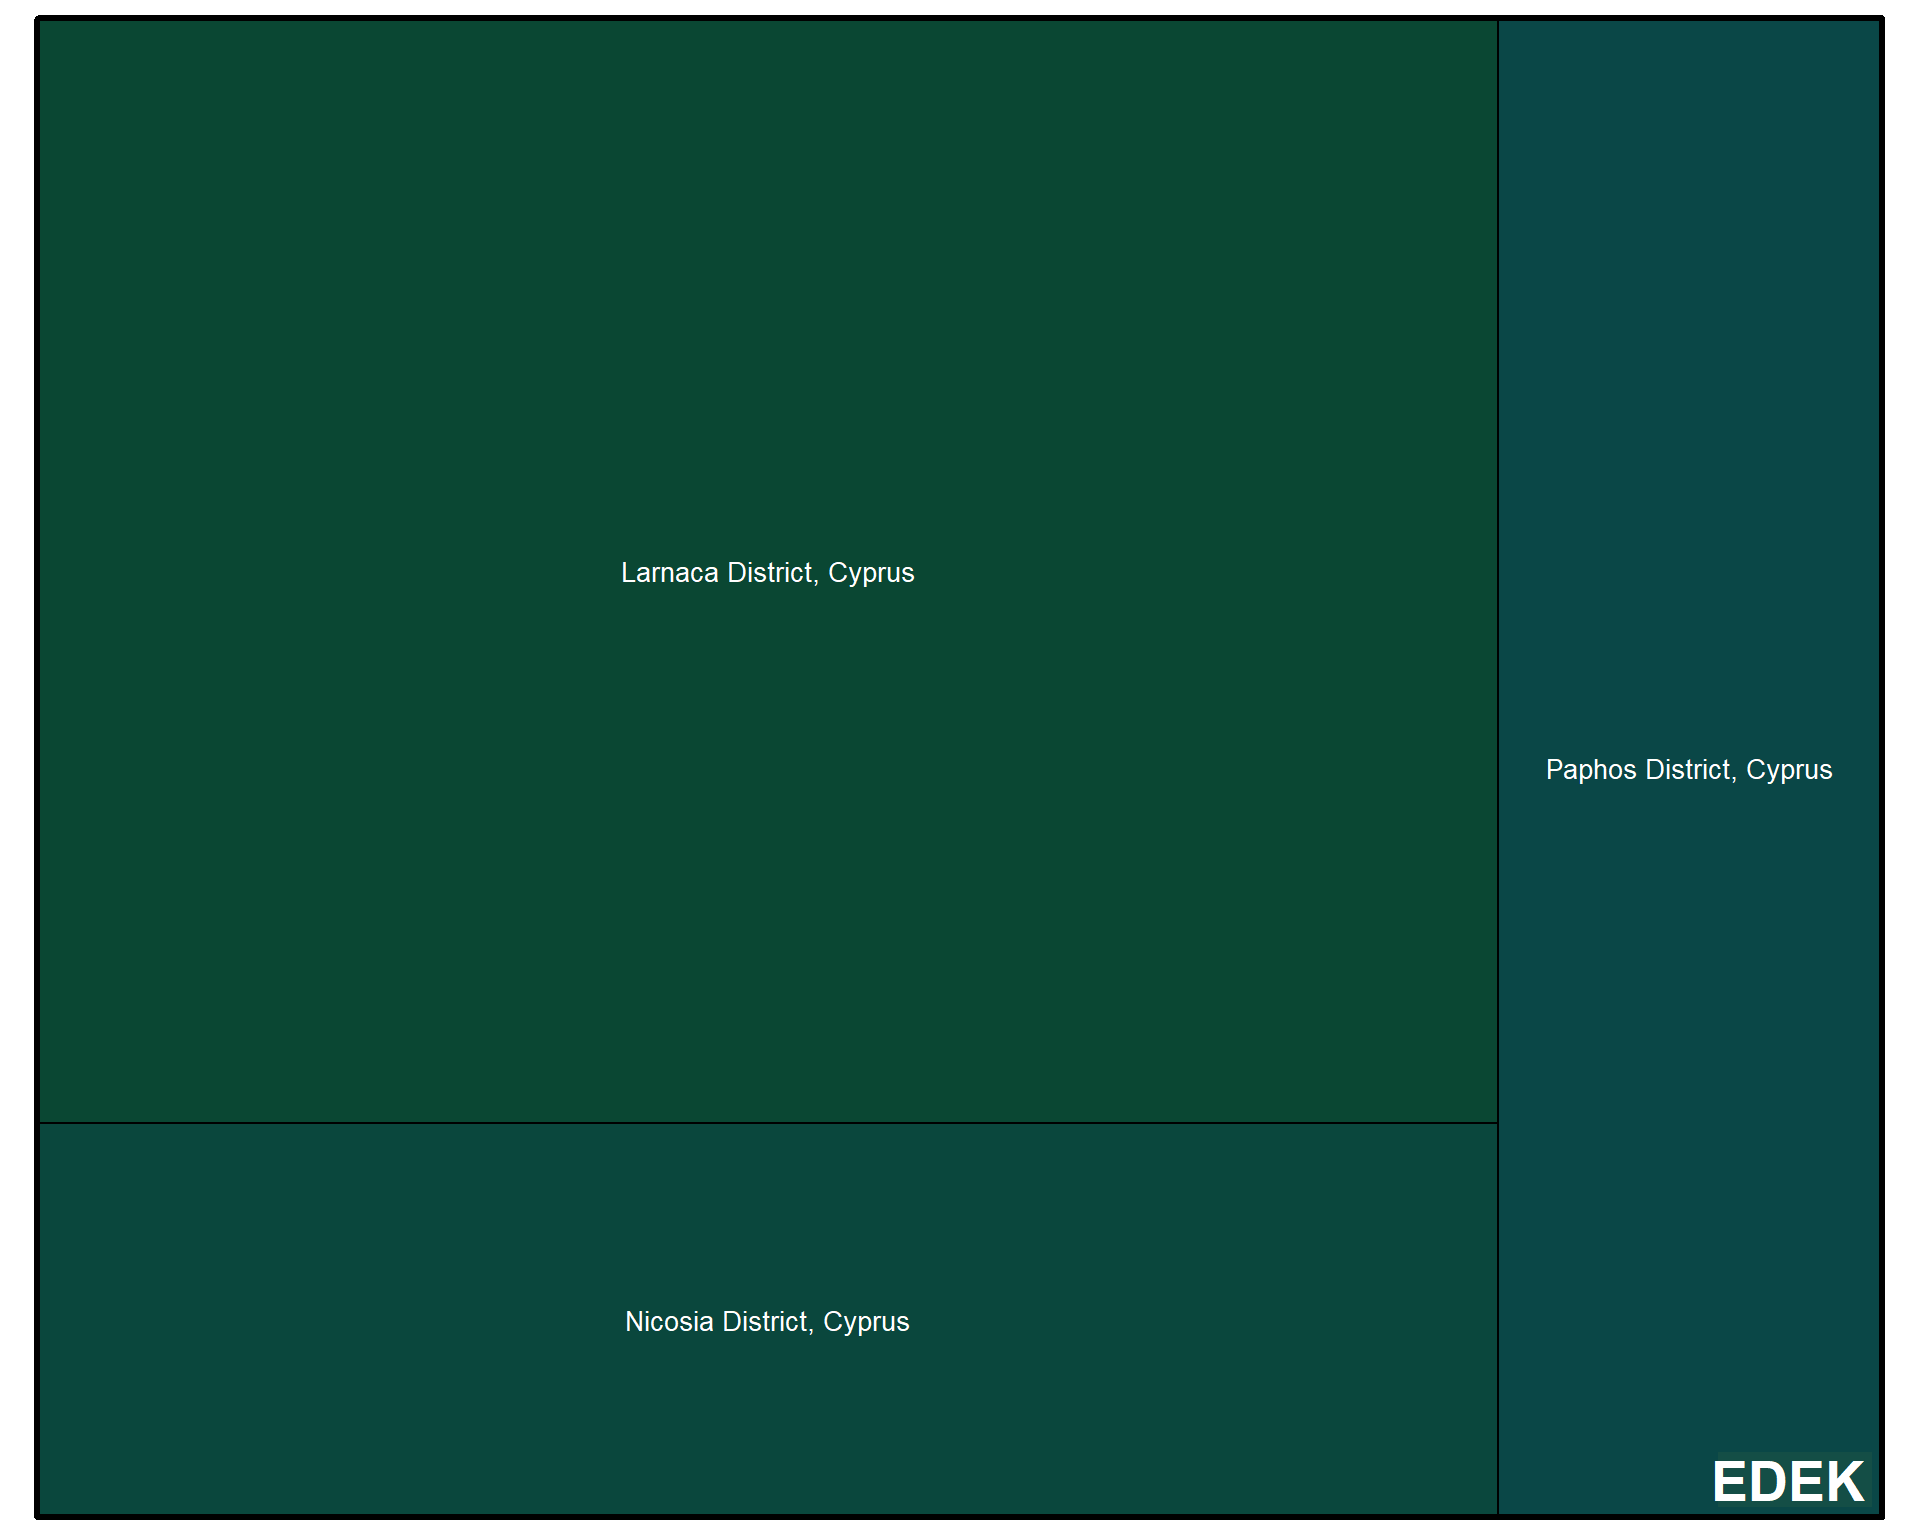 Larnaca District, Cyprus
Paphos District, Cyprus
Nicosia District, Cyprus
EDEK